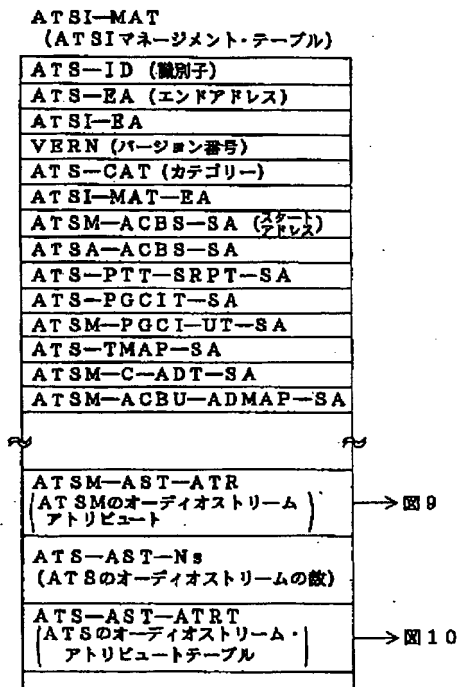 ATSI—MAT
(ATSIマネージメント・テーブル)
ATS—ID (識別子)
ATS—EA (エンドアドレス)
ATSI—EA
VERN (バージョン番号)
ATS—CAT (カテゴリー)
ATSI—MAT—EA
ATSM—ACBS—SA (スタートアドレス)
ATSA—ACBS—SA
ATS—PTT—SRPT—SA
ATS—PGCIT—SA
ATSM—PGCI—UT—SA
ATS—TMAP—SA
ATSM—C—ADT—SA
ATSM—ACBU—ADMAP—SA
ATSM—AST—ATR
(ATSMのオーディオストリーム
アトリビュート) →図9
ATS—AST—Ns
(ATSのオーディオストリームの数)
ATS—AST—ATRT
(ATSのオーディオストリーム・
アトリビュートテーブル) →図10